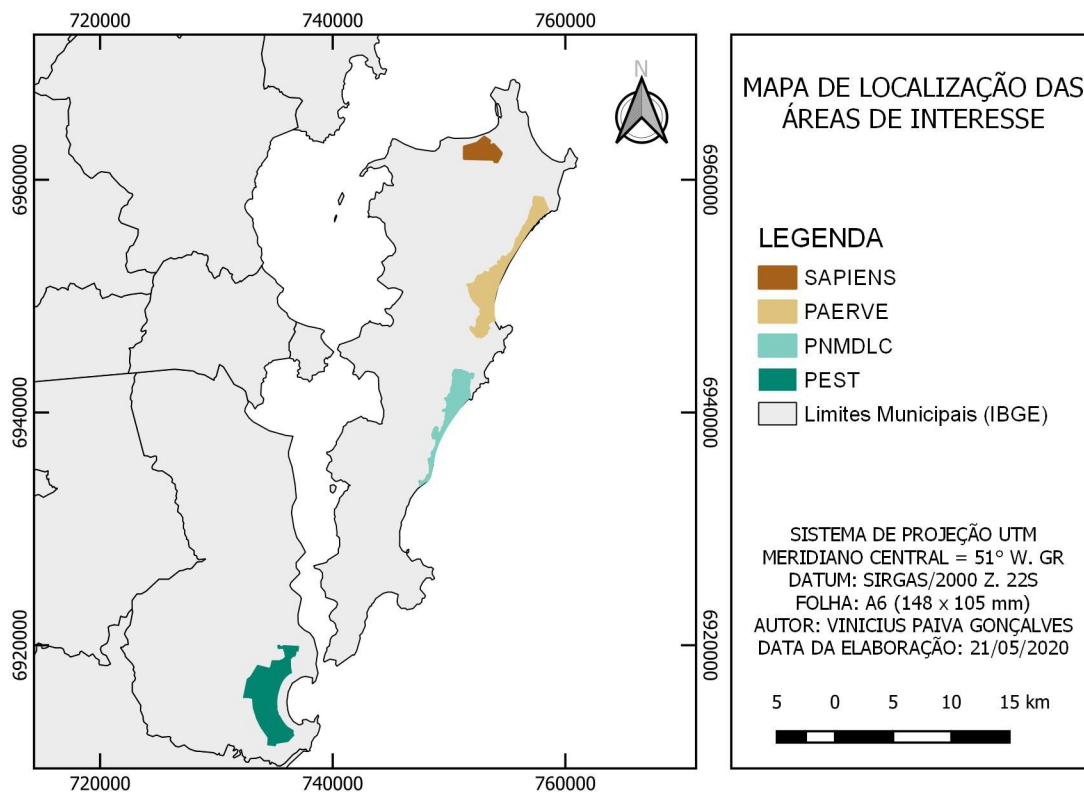 720000
740000
760000
N
6960000
6940000
6920000
6960000
6940000
6920000
720000
740000
760000
MAPA DE LOCALIZAÇÃO DAS
ÁREAS DE INTERESSE
LEGENDA
SAPIENS
PAERVE
PNMDLC
PEST
Limites Municipais (IBGE)
SISTEMA DE PROJEÇÃO UTM
MERIDIANO CENTRAL = 51° W. GR
DATUM: SIRGAS/2000 Z. 22S
FOLHA: A6 (148 x 105 mm)
AUTOR: VINICIUS PAIVA GONÇALVES
DATA DA ELABORAÇÃO: 21/05/2020
5 0 5 10 15 km